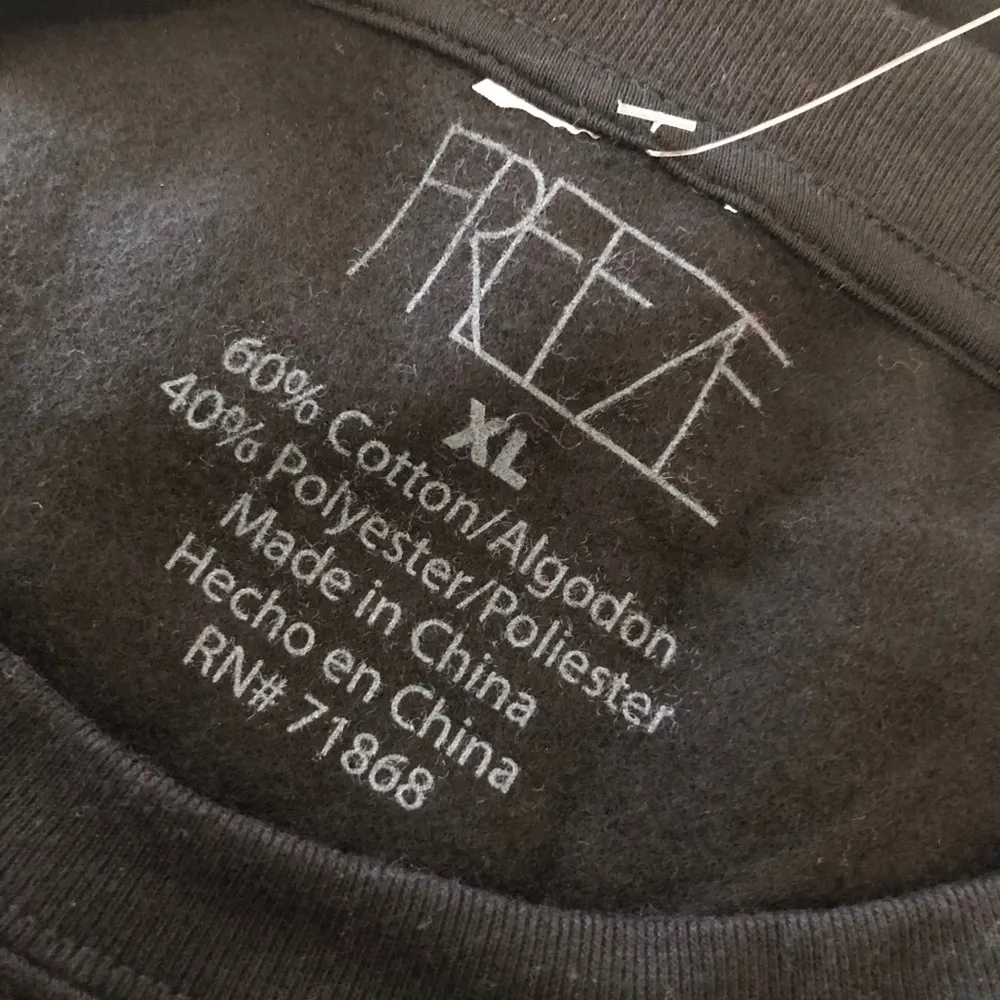 FREEZE
XL
60% Cotton/Algodon
40% Polyester/Poliester
Made in China
Hecho en China
RN# 71868